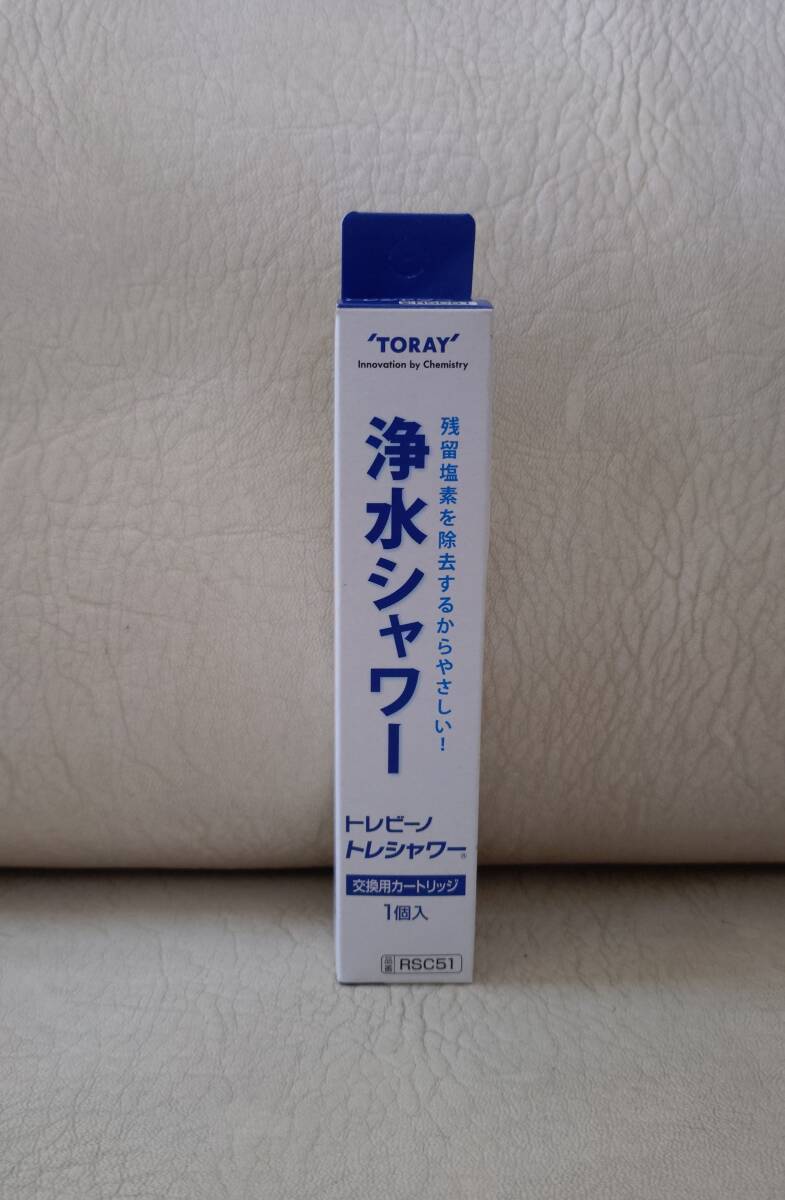 'TORAY'
Innovation by Chemistry
残留塩素を除去するからやさしい!
浄水シャワー
トレビーノ
トレシャワー®
交換用カートリッジ
1個入
品番 RSC51